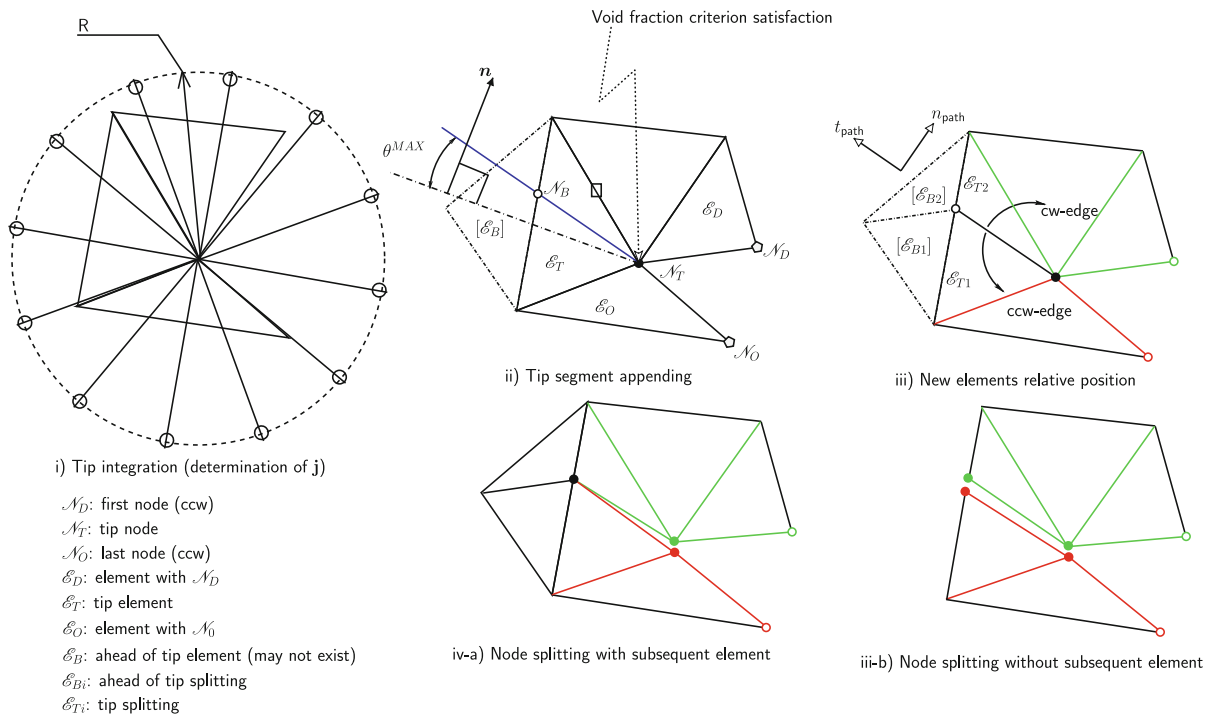 Void fraction criterion satisfaction
R
n
θ^MAX
𝒩_B
[ℰ_B]
ℰ_T
ℰ_D
𝒩_D
𝒩_T
ℰ_O
𝒩_O
ii) Tip segment appending
t_path
n_path
[ℰ_B2]
ℰ_T2
cw-edge
[ℰ_B1]
ℰ_T1
ccw-edge
iii) New elements relative position
i) Tip integration (determination of j)
𝒩_D: first node (ccw)
𝒩_T: tip node
𝒩_O: last node (ccw)
ℰ_D: element with 𝒩_D
ℰ_T: tip element
ℰ_O: element with 𝒩_0
ℰ_B: ahead of tip element (may not exist)
ℰ_Bi: ahead of tip splitting
ℰ_Ti: tip splitting
iv-a) Node splitting with subsequent element
iii-b) Node splitting without subsequent element